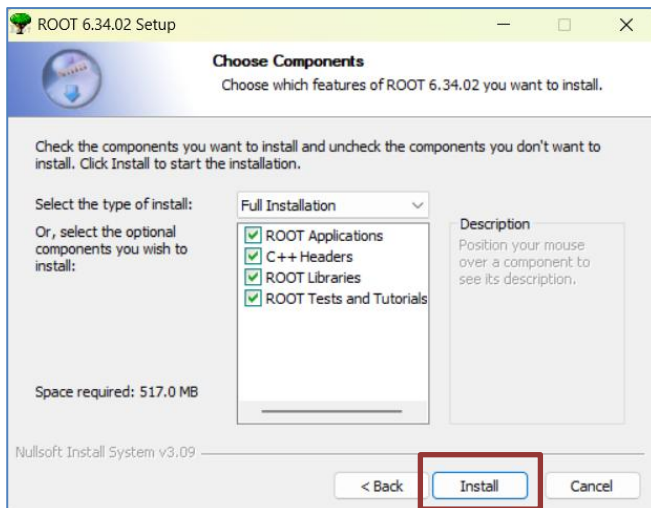 ROOT 6.34.02 Setup
Choose Components
Choose which features of ROOT 6.34.02 you want to install.
Check the components you want to install and uncheck the components you don't want to
install. Click Install to start the installation.
Select the type of install:
Full Installation
Or, select the optional
components you wish to
install:
ROOT Applications
C++ Headers
ROOT Libraries
ROOT Tests and Tutorials
Description
Position your mouse
over a component to
see its description.
Space required: 517.0 MB
Nullsoft Install System v3.09
< Back
Install
Cancel